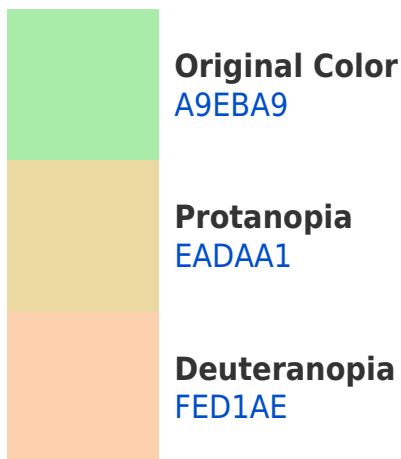 Original Color
A9EBA9
Protanopia
EADAA1
Deuteranopia
FED1AE